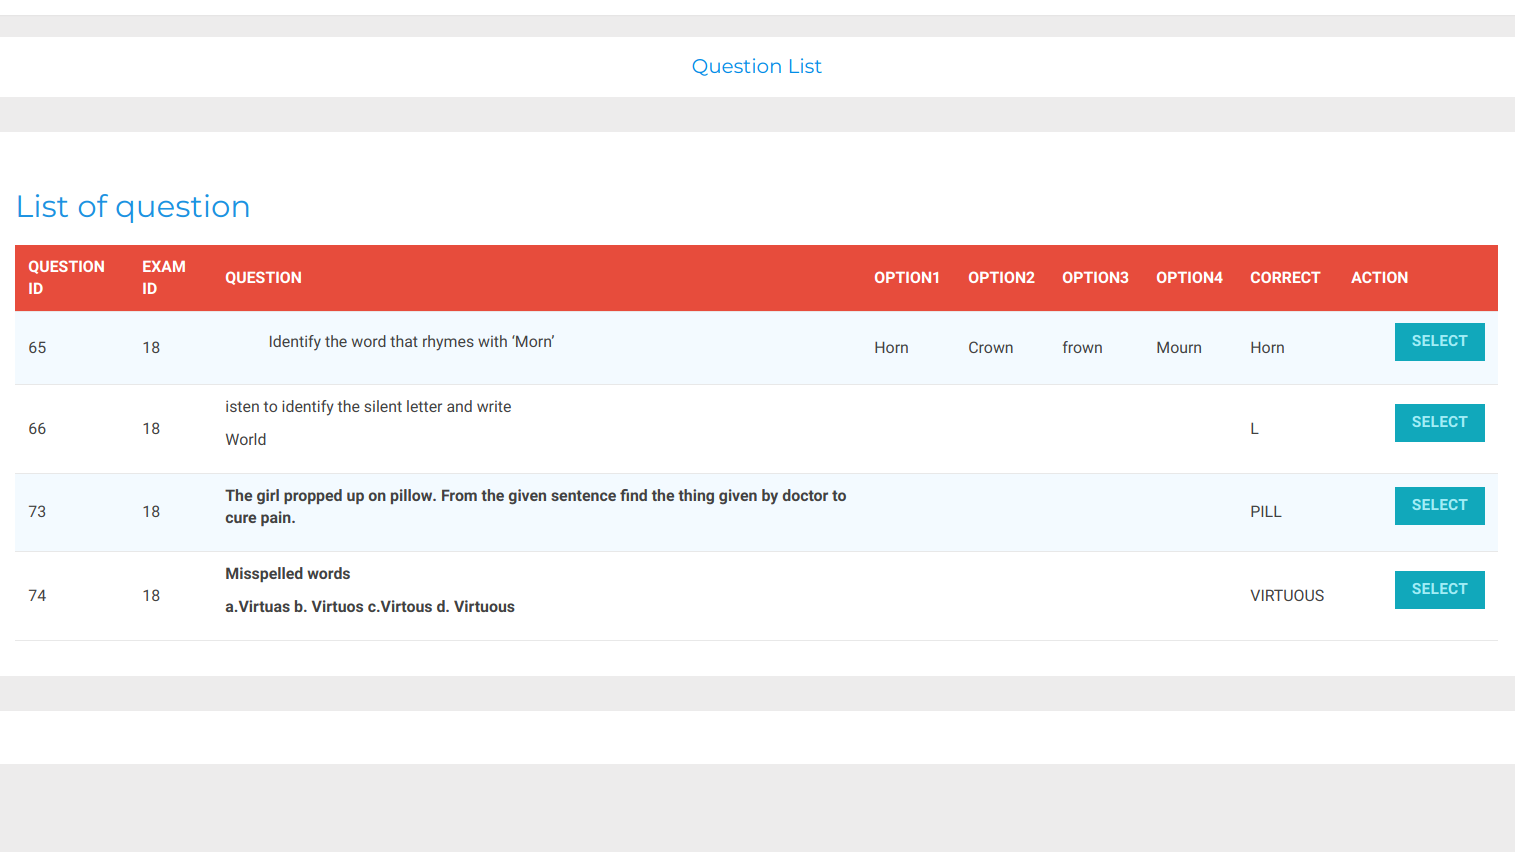 Question List
List of question
QUESTION ID EXAM ID QUESTION OPTION1 OPTION2 OPTION3 OPTION4 CORRECT ACTION
65 18 Identify the word that rhymes with ‘Morn’ Horn Crown frown Mourn Horn SELECT
isten to identify the silent letter and write
66 18 L SELECT
World
The girl propped up on pillow. From the given sentence find the thing given by doctor to
73 18 PILL SELECT
cure pain.
Misspelled words
74 18 VIRTUOUS SELECT
a.Virtuas b. Virtuos c.Virtous d. Virtuous